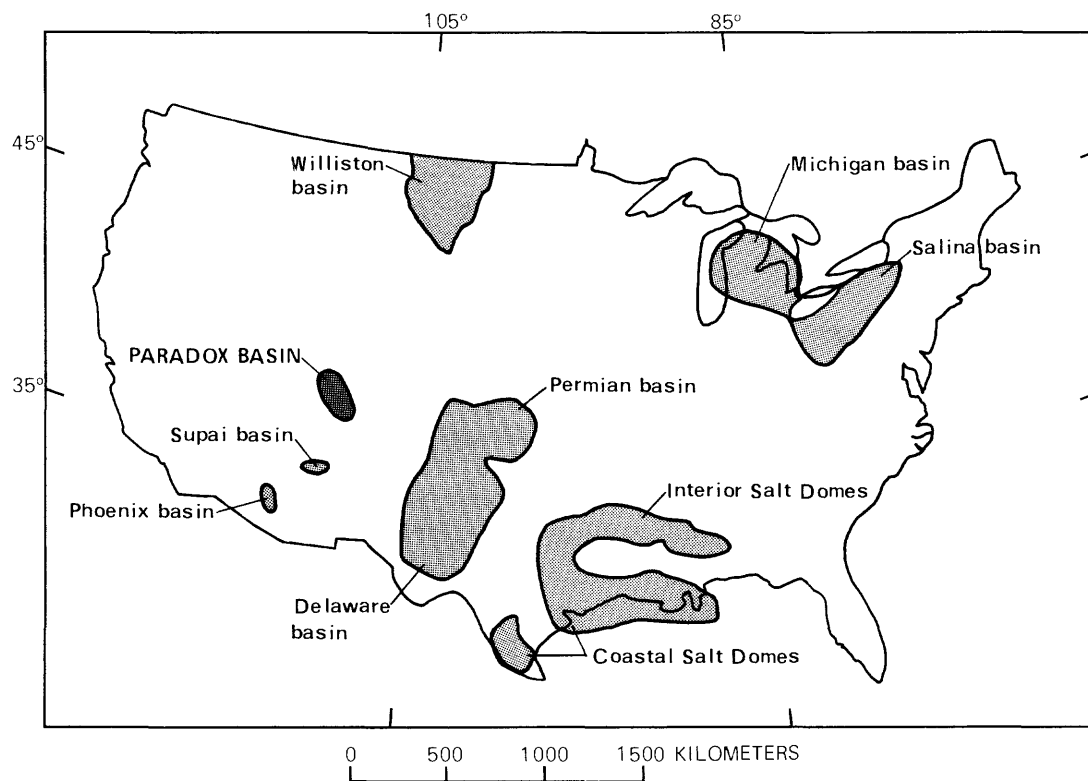 105°
85°
45°
Williston
basin
Michigan basin
Salina basin
PARADOX BASIN
35°
Permian basin
Supai basin
Phoenix basin
Interior Salt Domes
Delaware
basin
Coastal Salt Domes
0 500 1000 1500 KILOMETERS